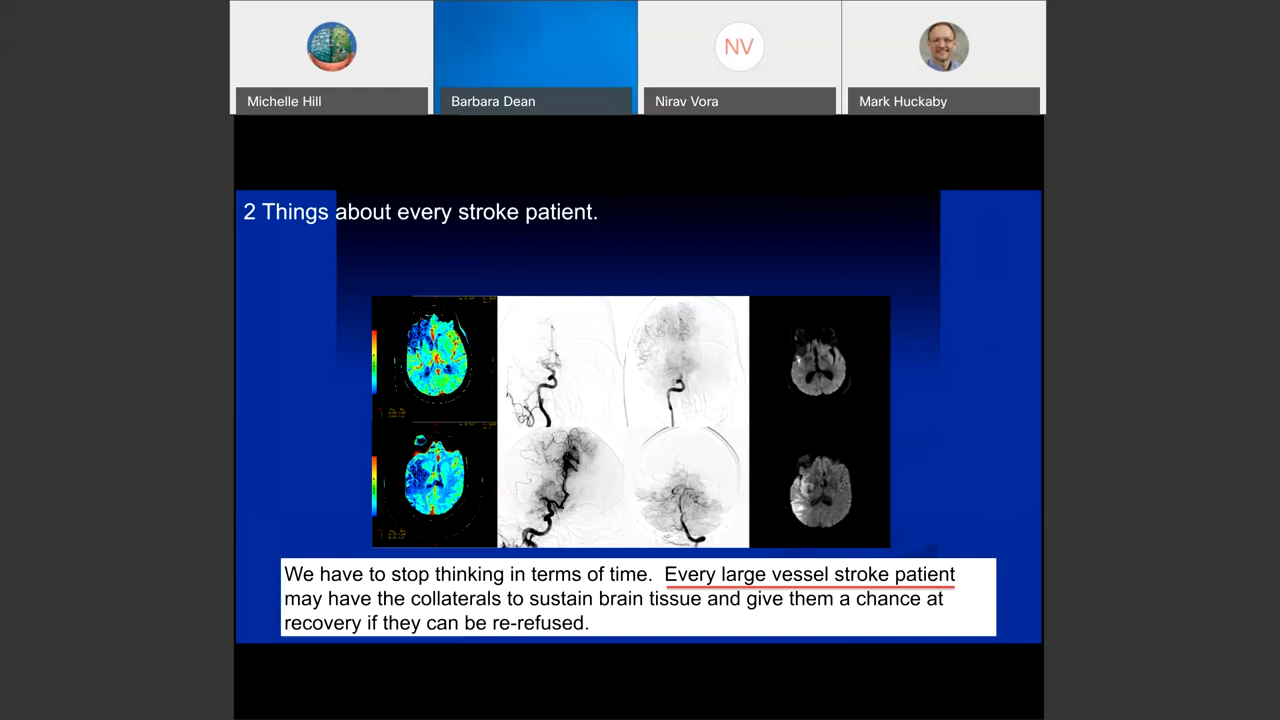 Michelle Hill
Barbara Dean
NV
Nirav Vora
Mark Huckaby
2 Things about every stroke patient.
We have to stop thinking in terms of time.  Every large vessel stroke patient
may have the collaterals to sustain brain tissue and give them a chance at
recovery if they can be re-refused.